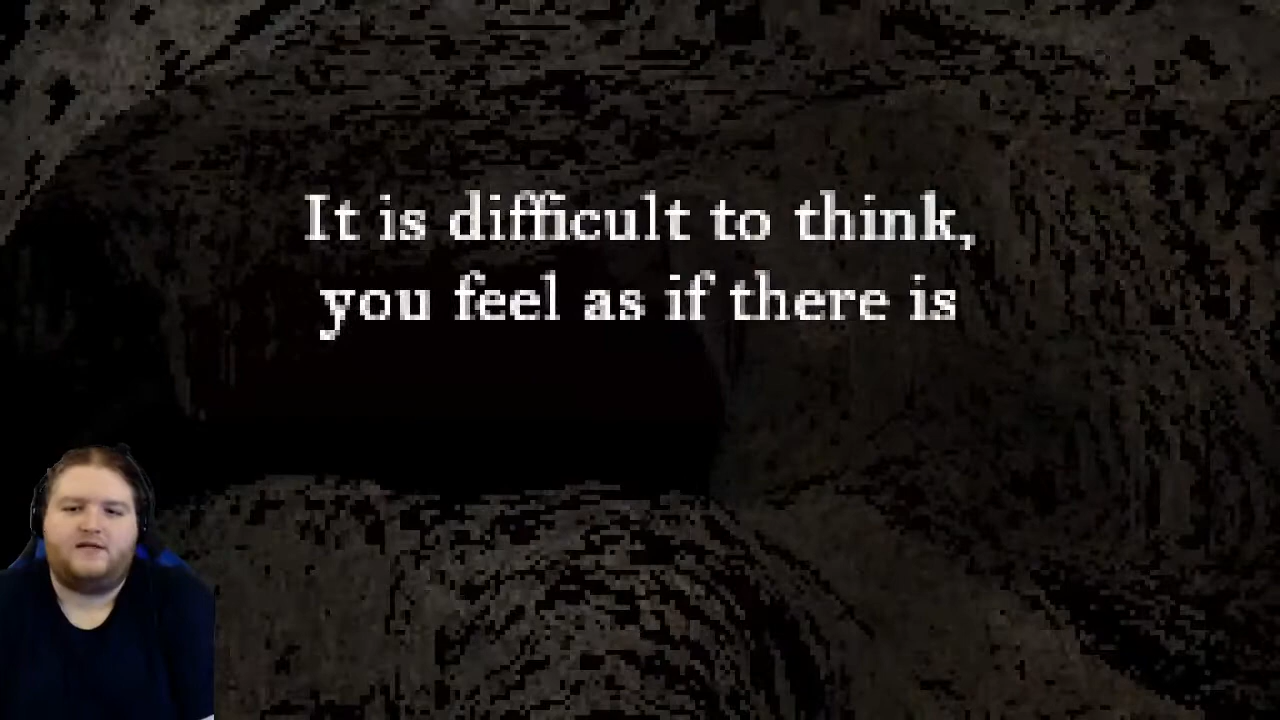 It is difficult to think,
you feel as if there is